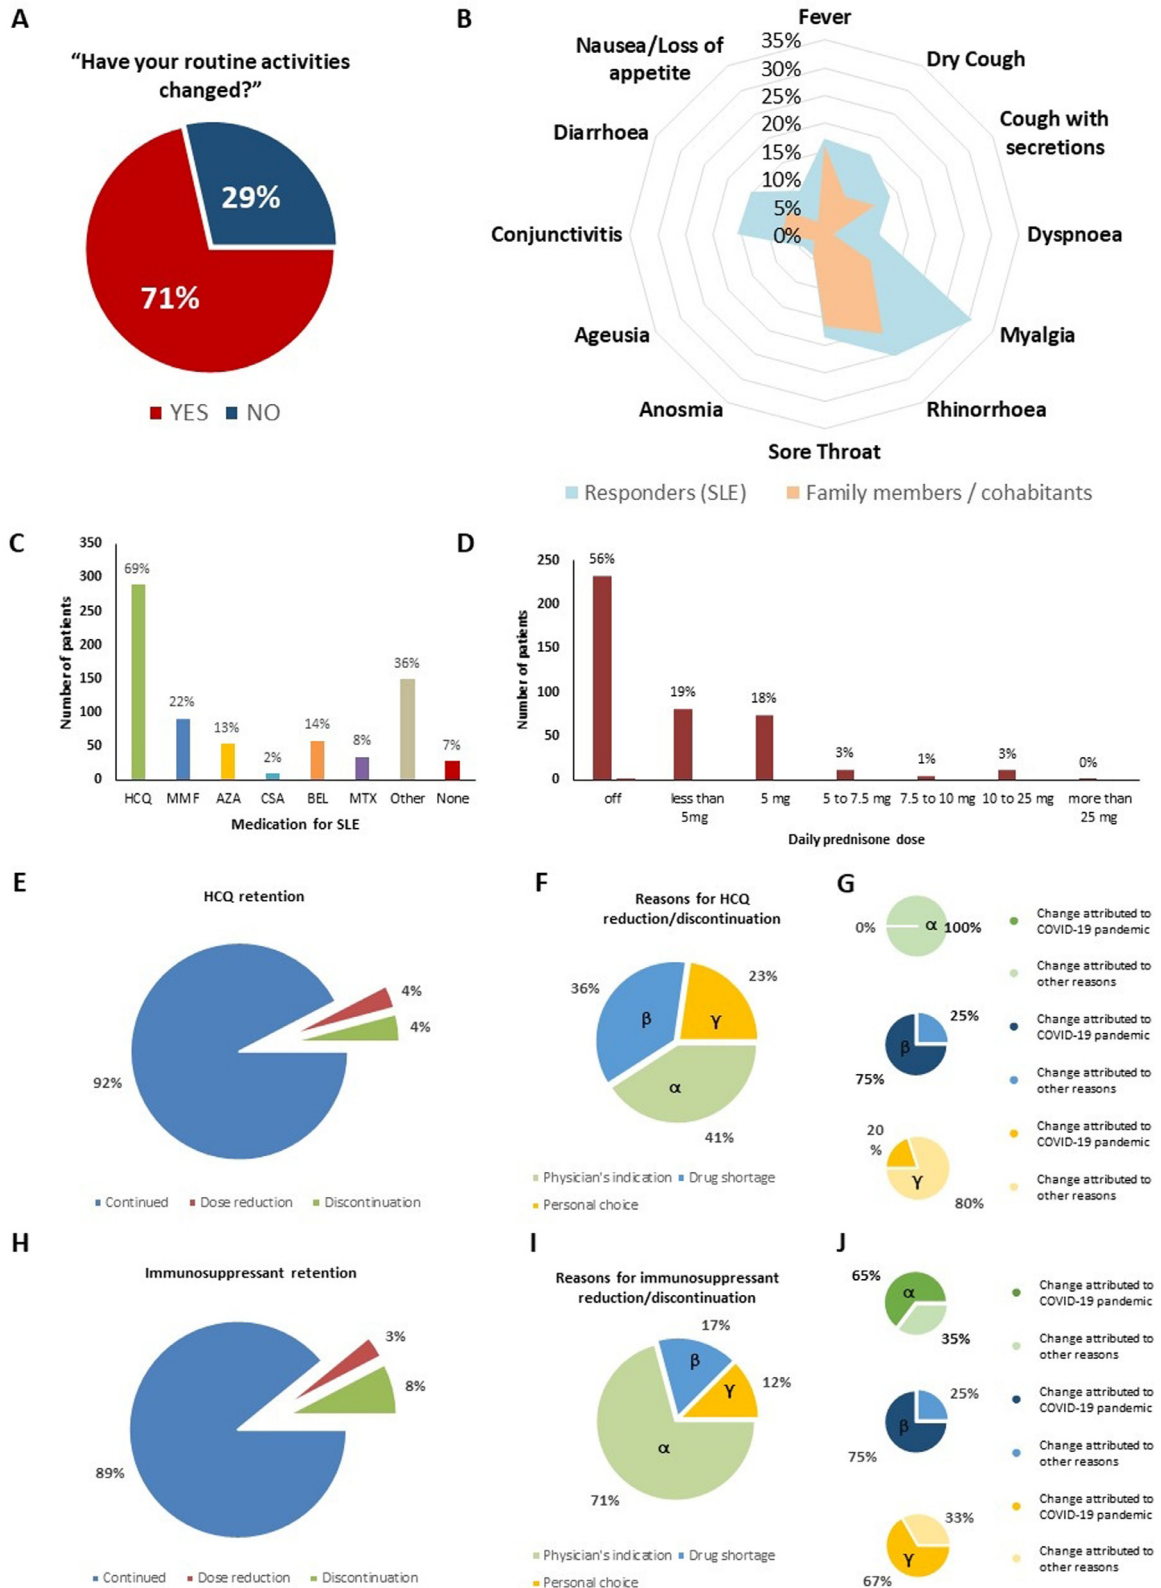 A
“Have your routine activities
changed?”
29%
71%
YES NO
B
Fever
Dry Cough
Cough with
secretions
Dyspnoea
Myalgia
Rhinorrhoea
Sore Throat
Anosmia
Ageusia
Conjunctivitis
Diarrhoea
Nausea/Loss of
appetite
35%
30%
25%
20%
15%
10%
5%
0%
Responders (SLE) Family members / cohabitants
C
Number of patients
350
300
250
200
150
100
50
0
69%
22%
13%
2%
14%
8%
36%
7%
HCQ MMF AZA CSA BEL MTX Other None
Medication for SLE
D
Number of patients
250
200
150
100
50
0
56%
19%
18%
3%
1%
3%
0%
off less than 5 mg 5 to 7.5 mg 7.5 to 10 mg 10 to 25 mg more than
5mg 25 mg
Daily prednisone dose
E
HCQ retention
4%
4%
92%
Continued Dose reduction Discontinuation
F
Reasons for HCQ
reduction/discontinuation
36%
23%
β
γ
α
41%
Physician's indication Drug shortage
Personal choice
G
0% α 100%
Change attributed to
COVID-19 pandemic
Change attributed to
other reasons
25%
β
75%
Change attributed to
COVID-19 pandemic
Change attributed to
other reasons
20
%
γ
80%
Change attributed to
COVID-19 pandemic
Change attributed to
other reasons
H
Immunosuppressant retention
3%
8%
89%
Continued Dose reduction Discontinuation
I
Reasons for immunosuppressant
reduction/discontinuation
17%
β
γ
12%
α
71%
Physician's indication Drug shortage
Personal choice
J
65%
α
35%
Change attributed to
COVID-19 pandemic
Change attributed to
other reasons
25%
β
75%
Change attributed to
COVID-19 pandemic
Change attributed to
other reasons
33%
γ
67%
Change attributed to
COVID-19 pandemic
Change attributed to
other reasons